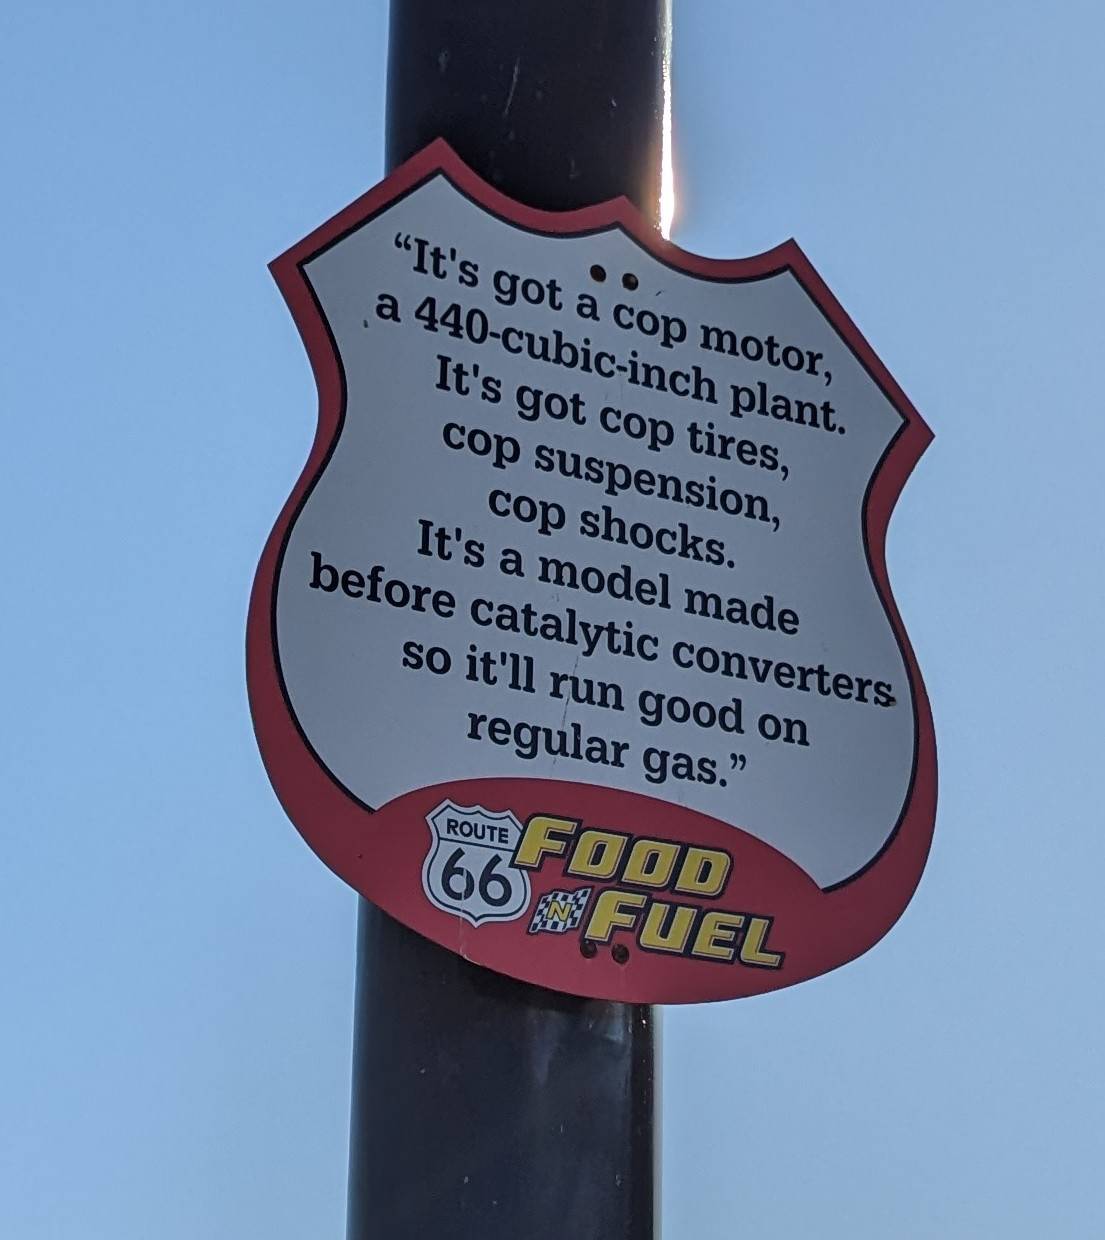 “It's got a cop motor,
a 440-cubic-inch plant.
It's got cop tires,
cop suspension,
cop shocks.
It's a model made
before catalytic converters
so it'll run good on
regular gas.”
ROUTE
66
FOOD
N FUEL